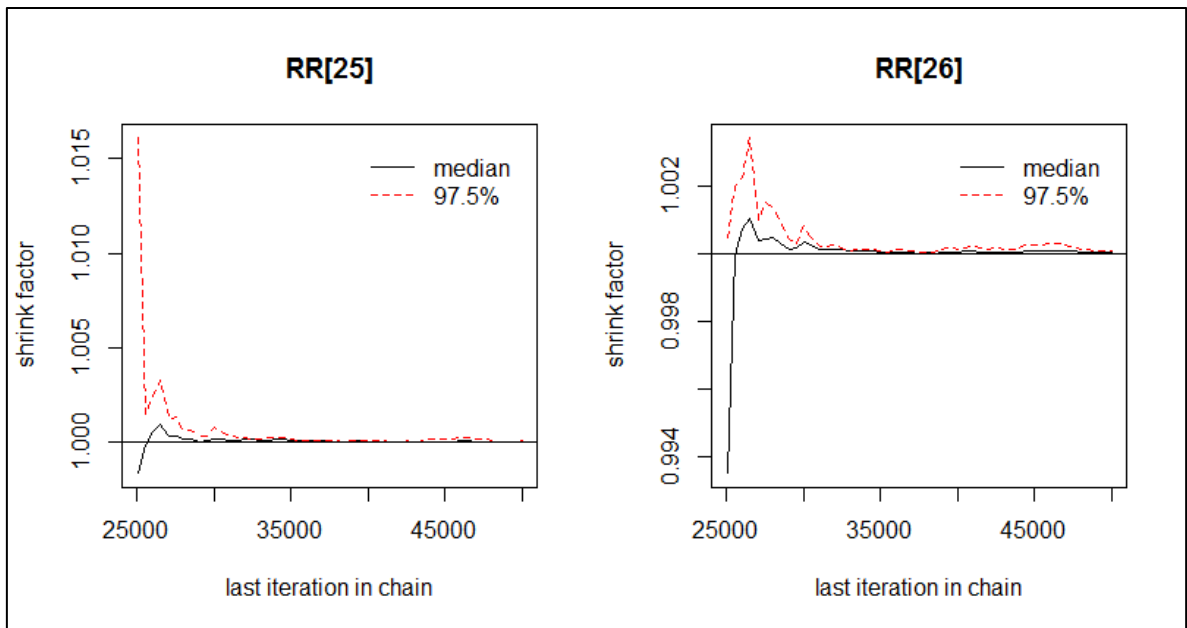 RR[25]
shrink factor
1.015
1.010
1.005
1.000
median
97.5%
25000
35000
45000
last iteration in chain
RR[26]
shrink factor
1.002
0.998
0.994
median
97.5%
25000
35000
45000
last iteration in chain